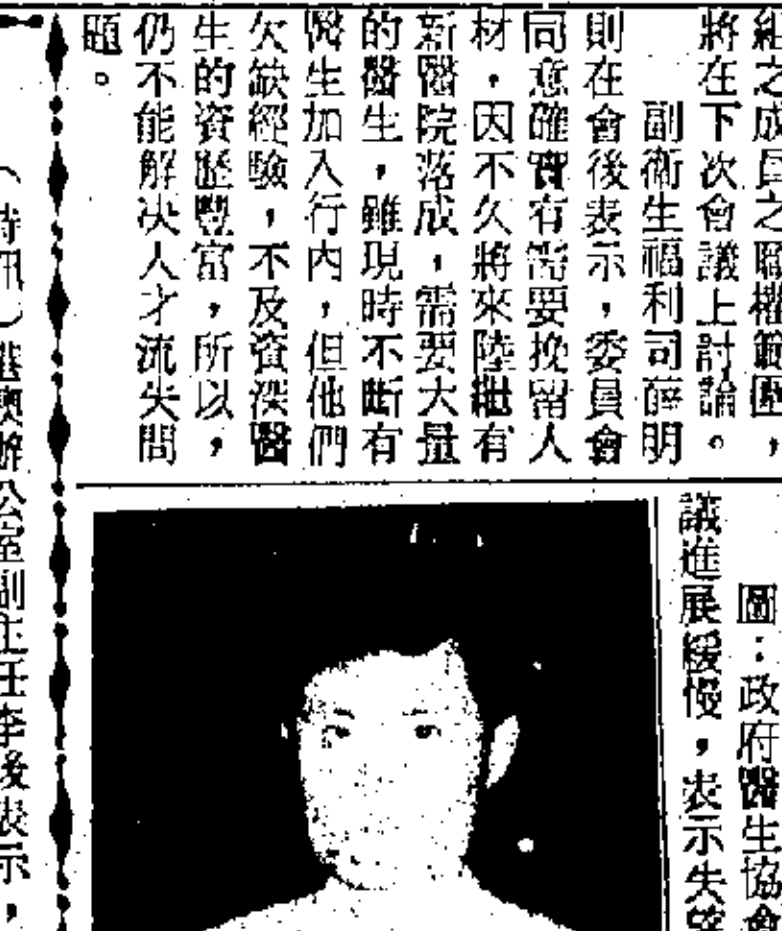 組之成員之職權範圍，
將在下次會議上討論。
副衛生福利司薛明
則在會後表示，委員會
同意確實有需要挽留人
材，因不久將來陸繼有
新醫院落成，需要大量
的醫生，雖現時不斷有
醫生加入行內，但他們
欠缺經驗，不及資深醫
生的資歷豐富，所以，
仍不能解决人才流失問
題。
圖：政府醫生協會
議進展緩慢，表示失望
（特訊）港澳辦公室副主任李後表示，